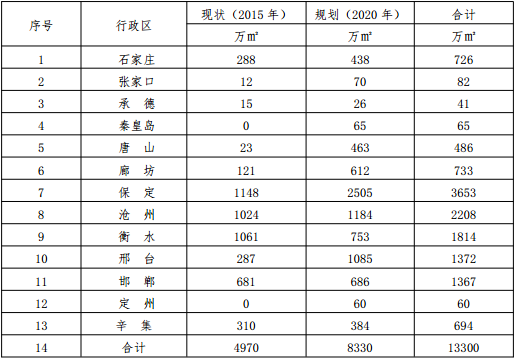 序号 行政区 现状（2015 年） 规划（2020 年） 合计
万㎡ 万㎡ 万㎡
1 石家庄 288 438 726
2 张家口 12 70 82
3 承 德 15 26 41
4 秦皇岛 0 65 65
5 唐 山 23 463 486
6 廊 坊 121 612 733
7 保 定 1148 2505 3653
8 沧 州 1024 1184 2208
9 衡 水 1061 753 1814
10 邢 台 287 1085 1372
11 邯 郸 681 686 1367
12 定 州 0 60 60
13 辛 集 310 384 694
14 合计 4970 8330 13300